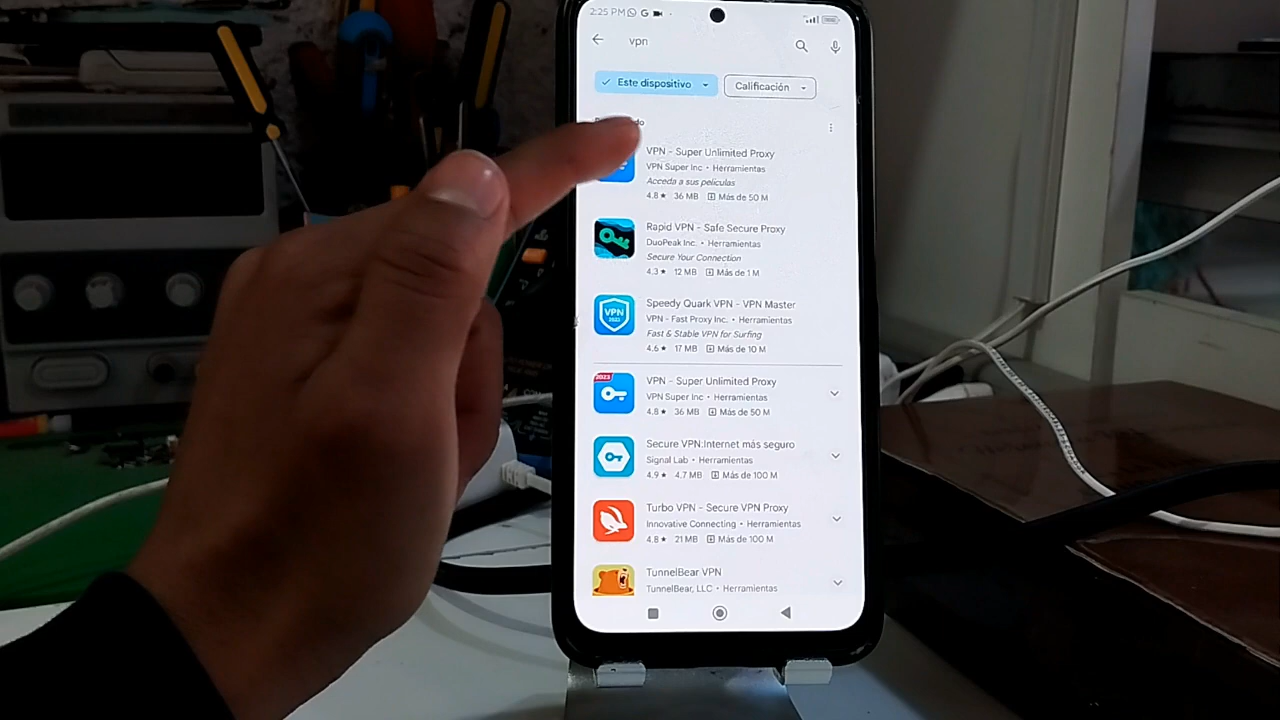 2:25 PM
vpn
Este dispositivo
Calificación
VPN - Super Unlimited Proxy
VPN Super Inc • Herramientas
Acceda a sus películas
4.8★ 36 MB Más de 50 M
Rapid VPN - Safe Secure Proxy
DuoPeak Inc. • Herramientas
Secure Your Connection
4.3★ 12 MB Más de 1 M
VPN
2023
Speedy Quark VPN - VPN Master
VPN - Fast Proxy Inc. • Herramientas
Fast & Stable VPN for Surfing
4.6★ 17 MB Más de 10 M
2023
VPN - Super Unlimited Proxy
VPN Super Inc • Herramientas
4.8★ 36 MB Más de 50 M
Secure VPN:Internet más seguro
Signal Lab • Herramientas
4.9★ 4.7 MB Más de 100 M
Turbo VPN - Secure VPN Proxy
Innovative Connecting • Herramientas
4.8★ 21 MB Más de 100 M
TunnelBear VPN
TunnelBear, LLC • Herramientas